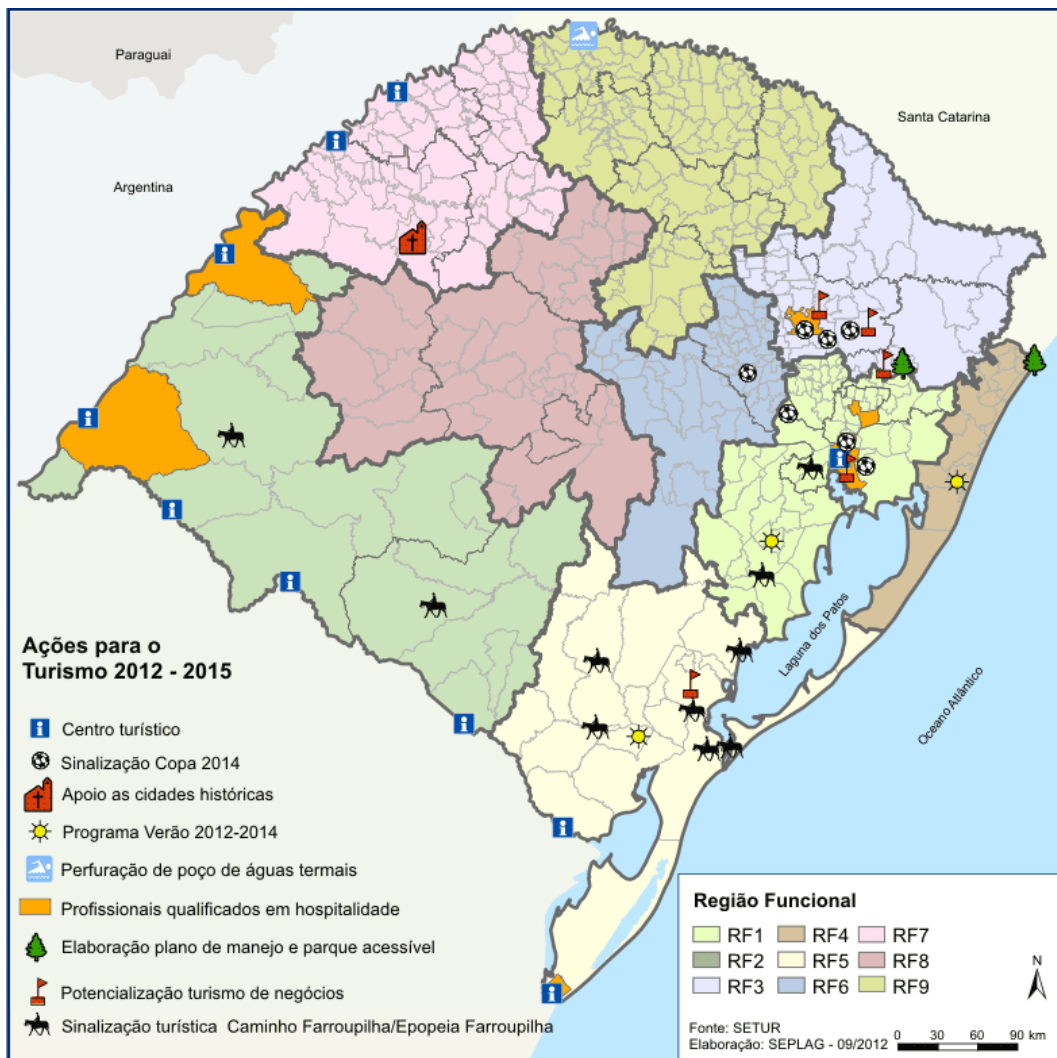 Paraguai
Santa Catarina
Argentina
Laguna dos Patos
Oceano Atlântico
Ações para o
Turismo 2012 - 2015
Centro turístico
Sinalização Copa 2014
Apoio as cidades históricas
Programa Verão 2012-2014
Perfuração de poço de águas termais
Profissionais qualificados em hospitalidade
Elaboração plano de manejo e parque acessível
Potencialização turismo de negócios
Sinalização turística Caminho Farroupilha/Epopeia Farroupilha
Região Funcional
RF1 RF4 RF7
RF2 RF5 RF8
RF3 RF6 RF9
N
Fonte: SETUR
Elaboração: SEPLAG - 09/2012
0 30 60 90 km